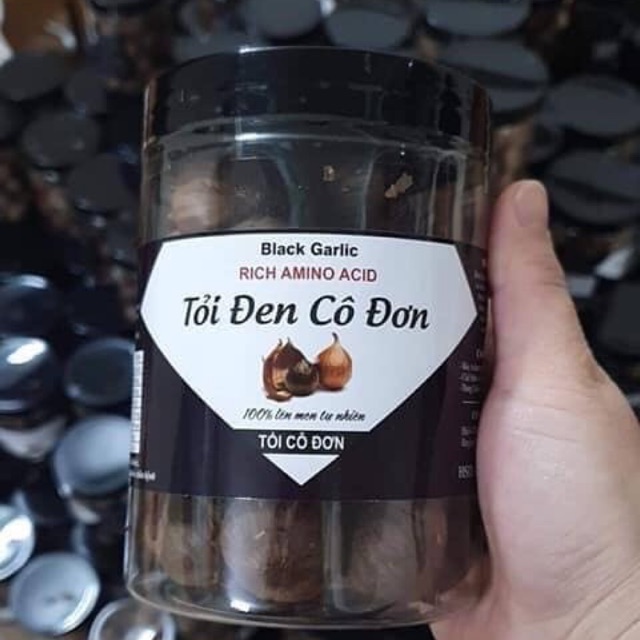 Black Garlic
RICH AMINO ACID
Tỏi Đen Cô Đơn
100% lên men tự nhiên
TỎI CÔ ĐƠN